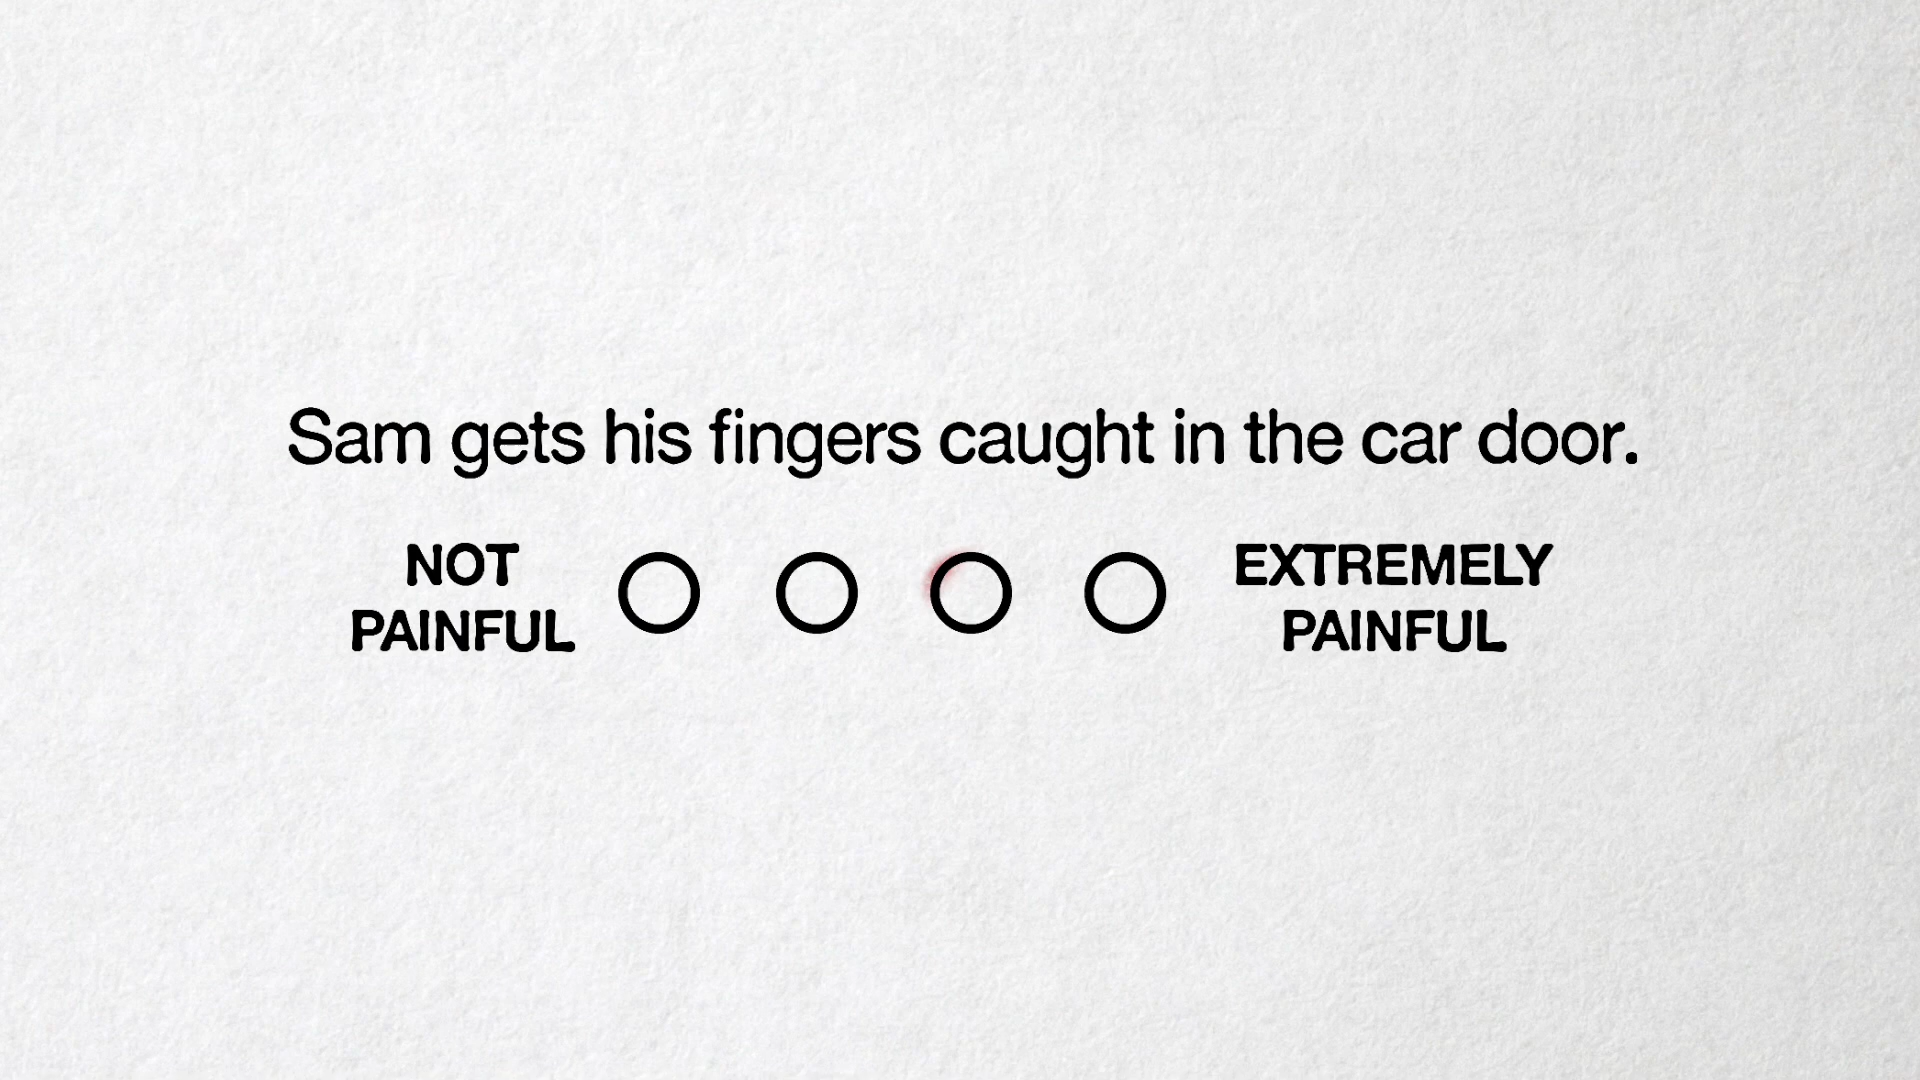 Sam gets his fingers caught in the car door.
NOT
PAINFUL
EXTREMELY
PAINFUL